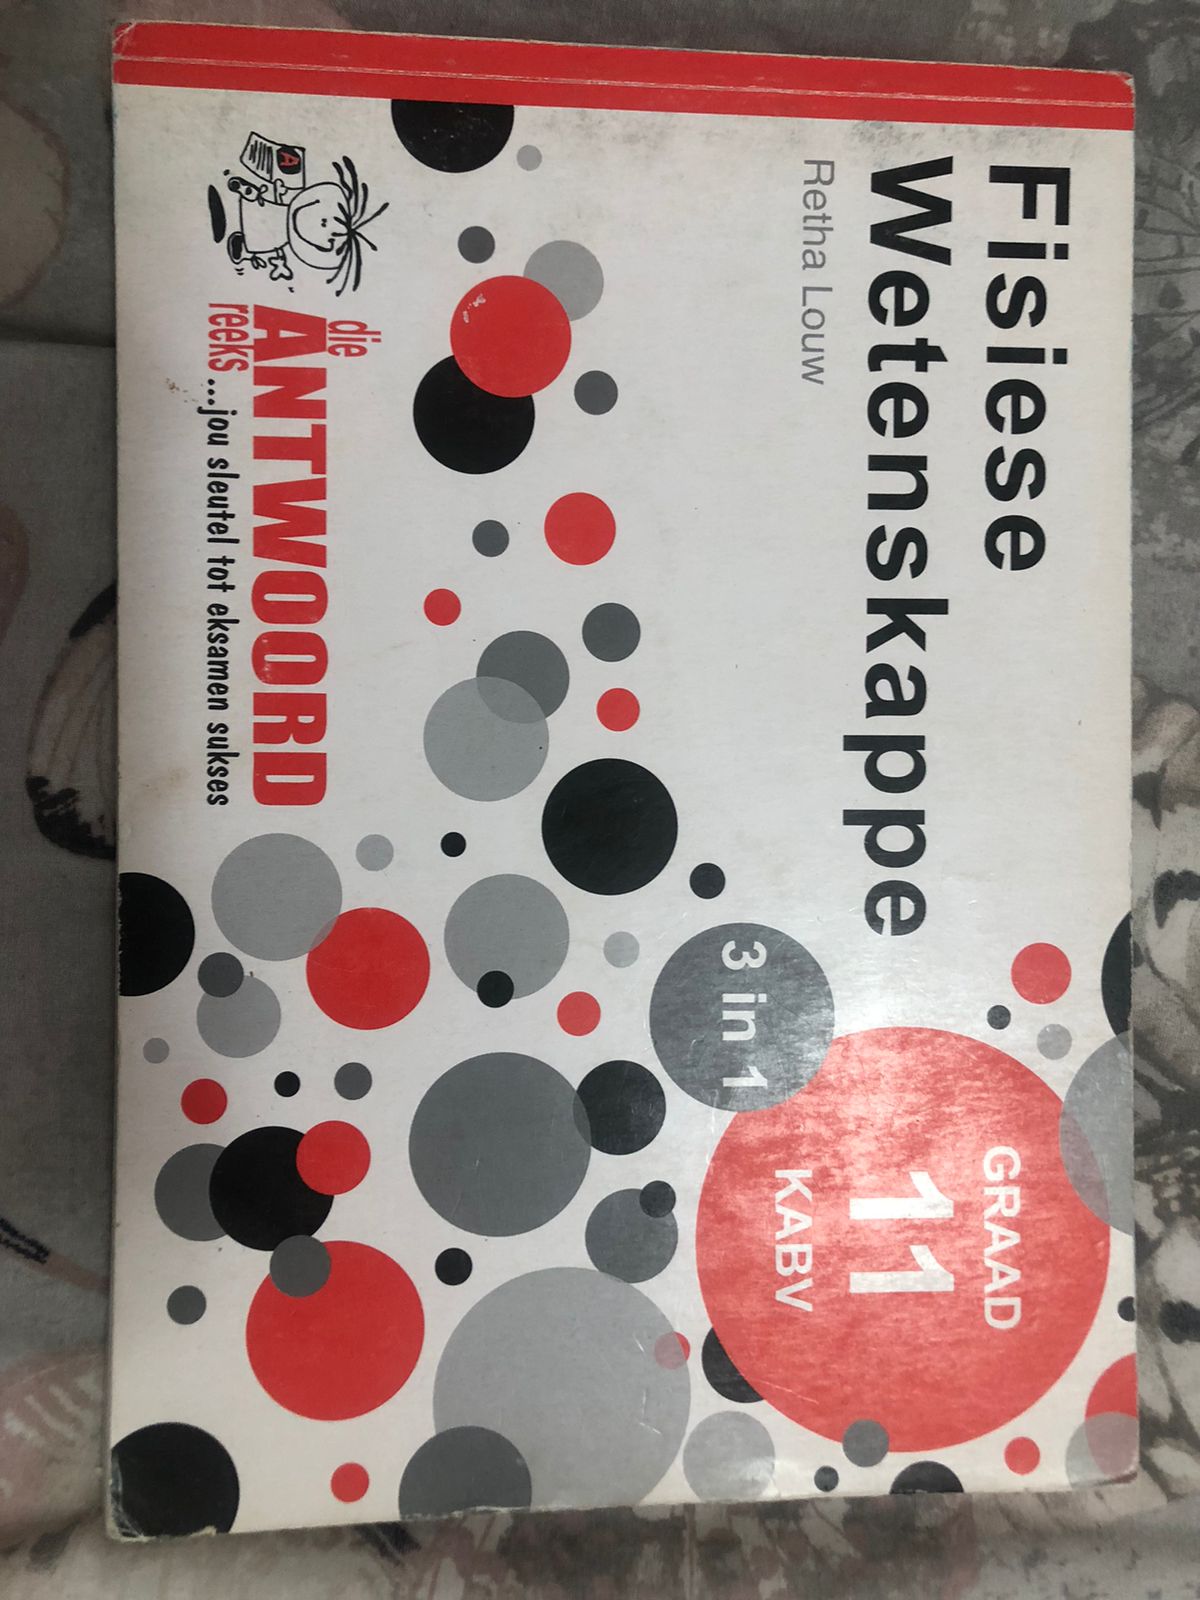 Fisiese
Wetenskappe
Retha Louw
GRAAD
11
KABV
3 in 1
A
die
ANTWOORD
reeks ...jou sleutel tot eksamen sukses